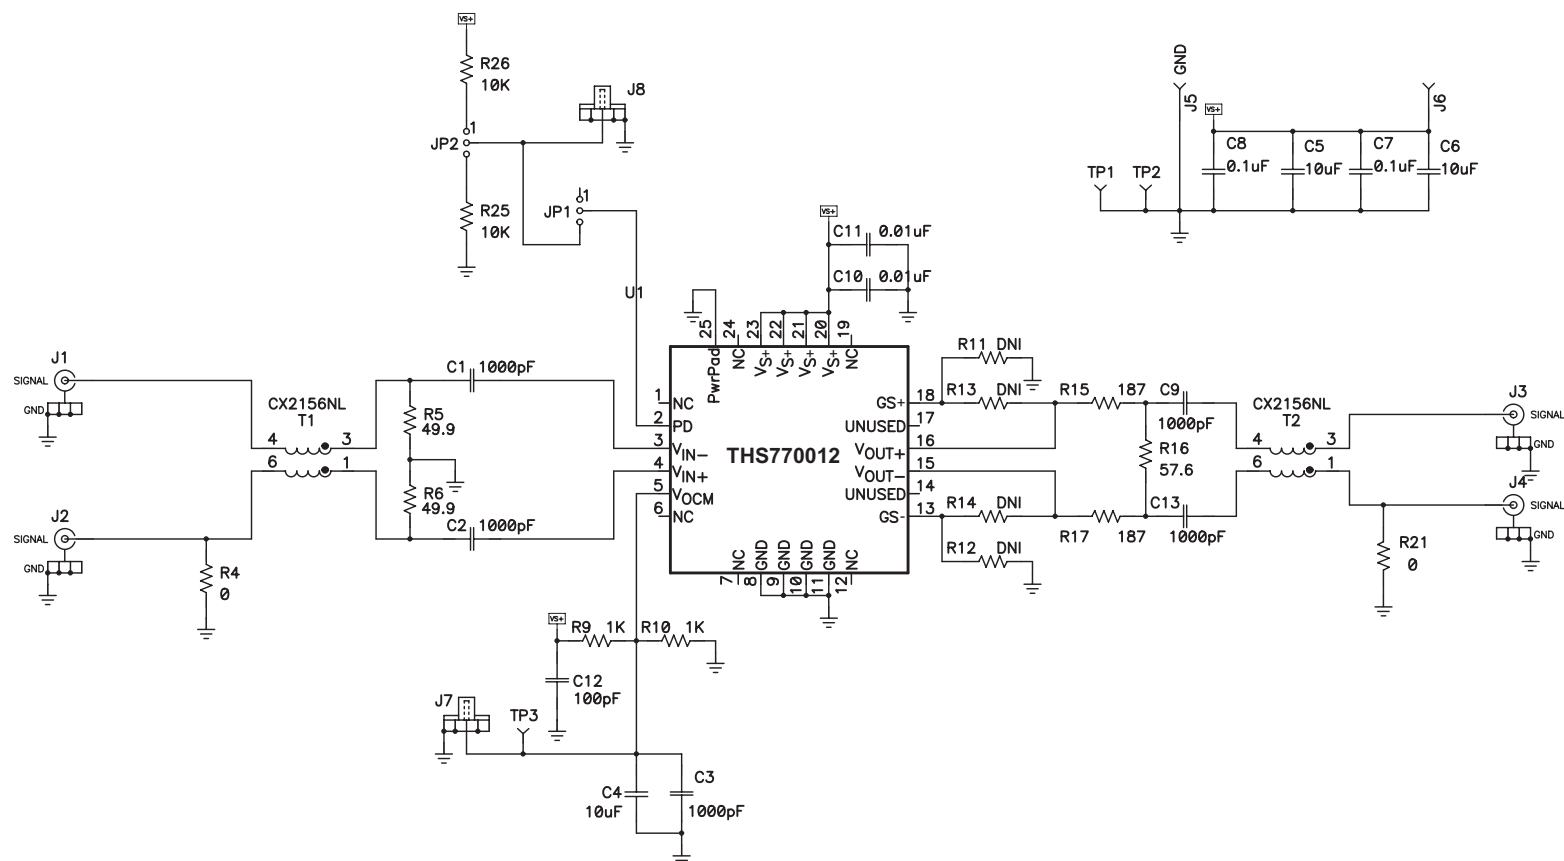 VS+
R26
10K
J8
1
JP2
1
JP1
R25
10K
GND
J5
J6
VS+
C8
0.1uF
C5
10uF
C7
0.1uF
C6
10uF
TP1
TP2
VS+
C11 0.01uF
C10 0.01uF
U1
25
24
23
22
21
20
19
PwrPad
NC
VS+
VS+
VS+
VS+
NC
J1
SIGNAL
GND
CX2156NL
T1
4
3
6
1
C1 1000pF
R5
49.9
R6
49.9
C2 1000pF
J2
SIGNAL
GND
R4
0
1 NC
2 PD
3 VIN-
4 VIN+
5 VOCM
6 NC
THS770012
GS+ 18
UNUSED 17
VOUT+ 16
VOUT- 15
UNUSED 14
GS- 13
NC
GND
GND
GND
GND
NC
7
8
9
10
11
12
R11 DNI
R13 DNI
R15 187
C9
1000pF
R16
57.6
R14 DNI
R17 187
C13
1000pF
R12 DNI
CX2156NL
T2
4
3
6
1
J3
SIGNAL
GND
J4
SIGNAL
GND
R21
0
VS+
R9 1K
R10 1K
C12
100pF
J7
TP3
C4
10uF
C3
1000pF